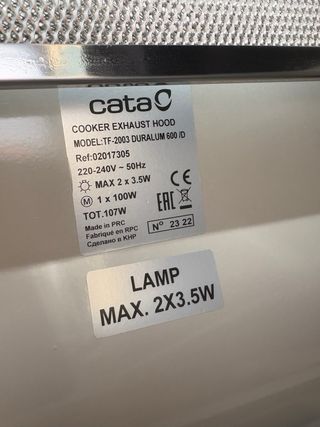 cata
COOKER EXHAUST HOOD
MODEL:TF-2003 DURALUM 600 /D
Ref:02017305
220-240V ~ 50Hz
MAX 2 x 3.5W
M 1 x 100W
TOT.107W
CE
EAC
Made in PRC
Fabriqué en RPC
Сделано в КНР
Nº 23 22
LAMP
MAX. 2X3.5W